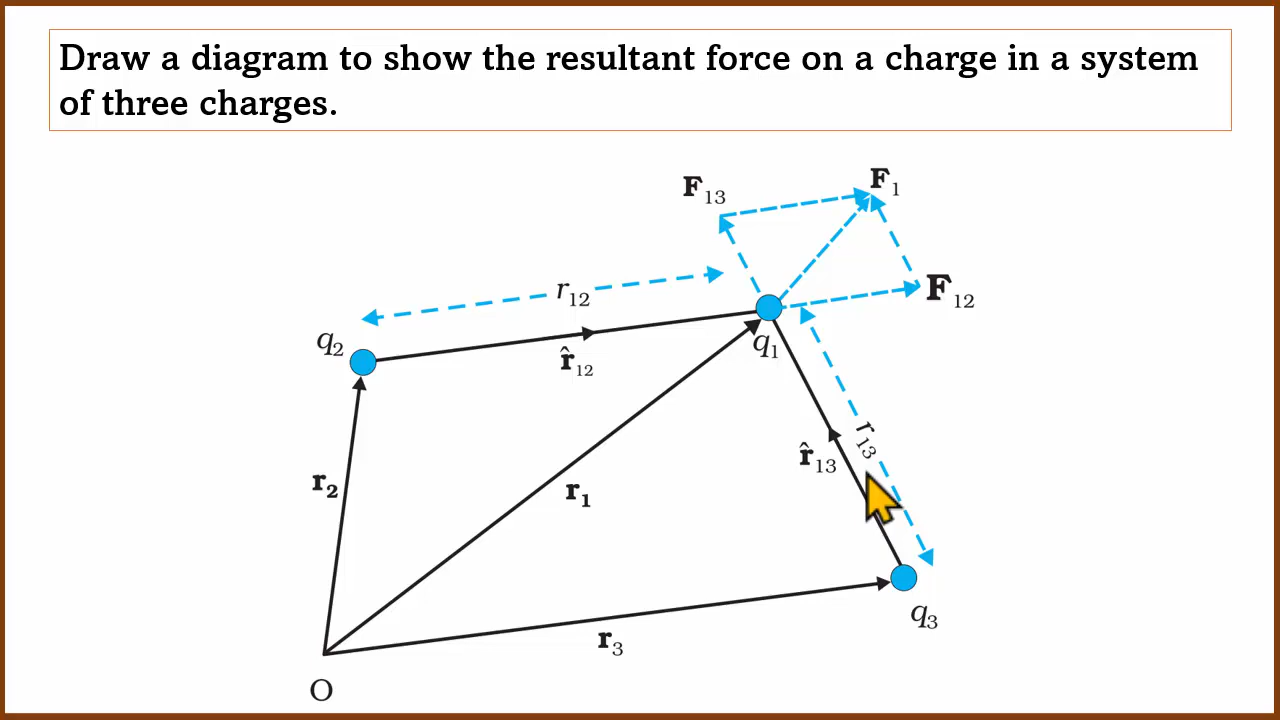 Draw a diagram to show the resultant force on a charge in a system
of three charges.
F₁₃
F₁
r₁₂
F₁₂
q₂
r̂₁₂
q₁
r₁₃
r̂₁₃
r₂
r₁
q₃
r₃
O